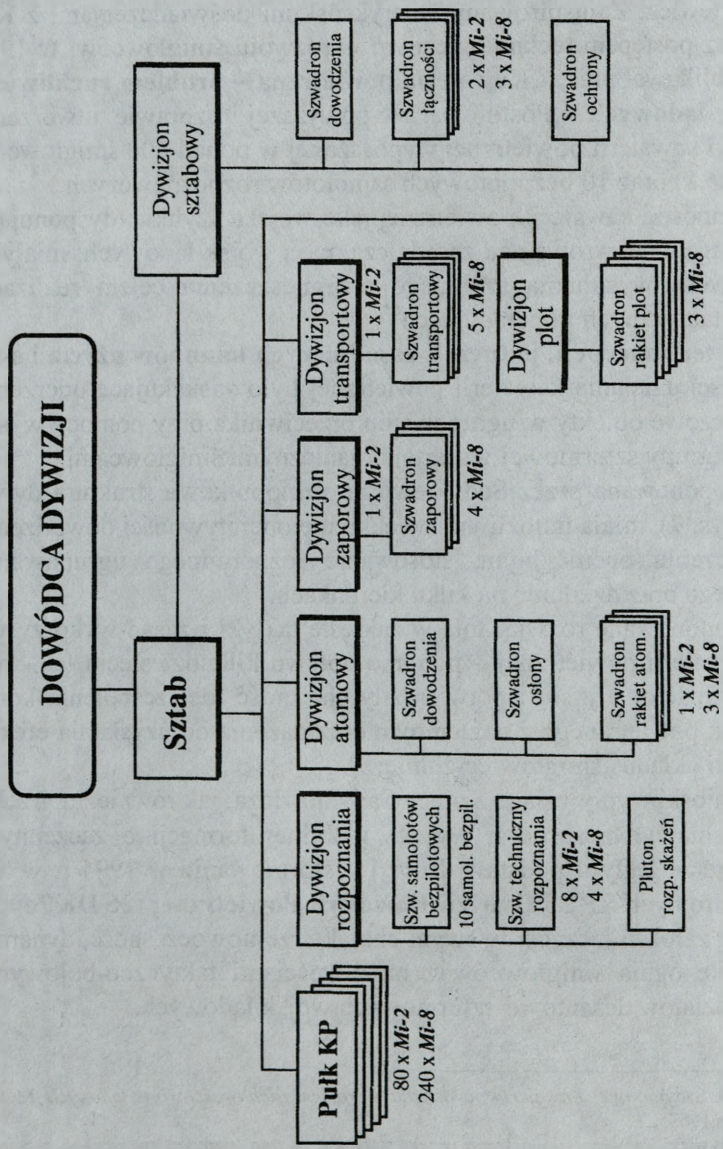 DOWÓDCA DYWIZJI
Sztab
Dywizjon
sztabowy
Szwadron
dowodzenia
Szwadron
łączności
2 x Mi-2
3 x Mi-8
Szwadron
ochrony
Pułk KP
80 x Mi-2
240 x Mi-8
Dywizjon
rozpoznania
Szw. samolotów
bezpilotowych
10 samol. bezpil.
Szw. techniczny
rozpoznania
8 x Mi-2
4 x Mi-8
Pluton
rozp. skażeń
Dywizjon
atomowy
Szwadron
dowodzenia
Szwadron
osłony
Szwadron
rakiet atom.
1 x Mi-2
3 x Mi-8
Dywizjon
zaporowy
1 x Mi-2
Szwadron
zaporowy
4 x Mi-8
Dywizjon
transportowy
1 x Mi-2
Szwadron
transportowy
5 x Mi-8
Dywizjon
plot
Szwadron
rakiet plot
3 x Mi-8